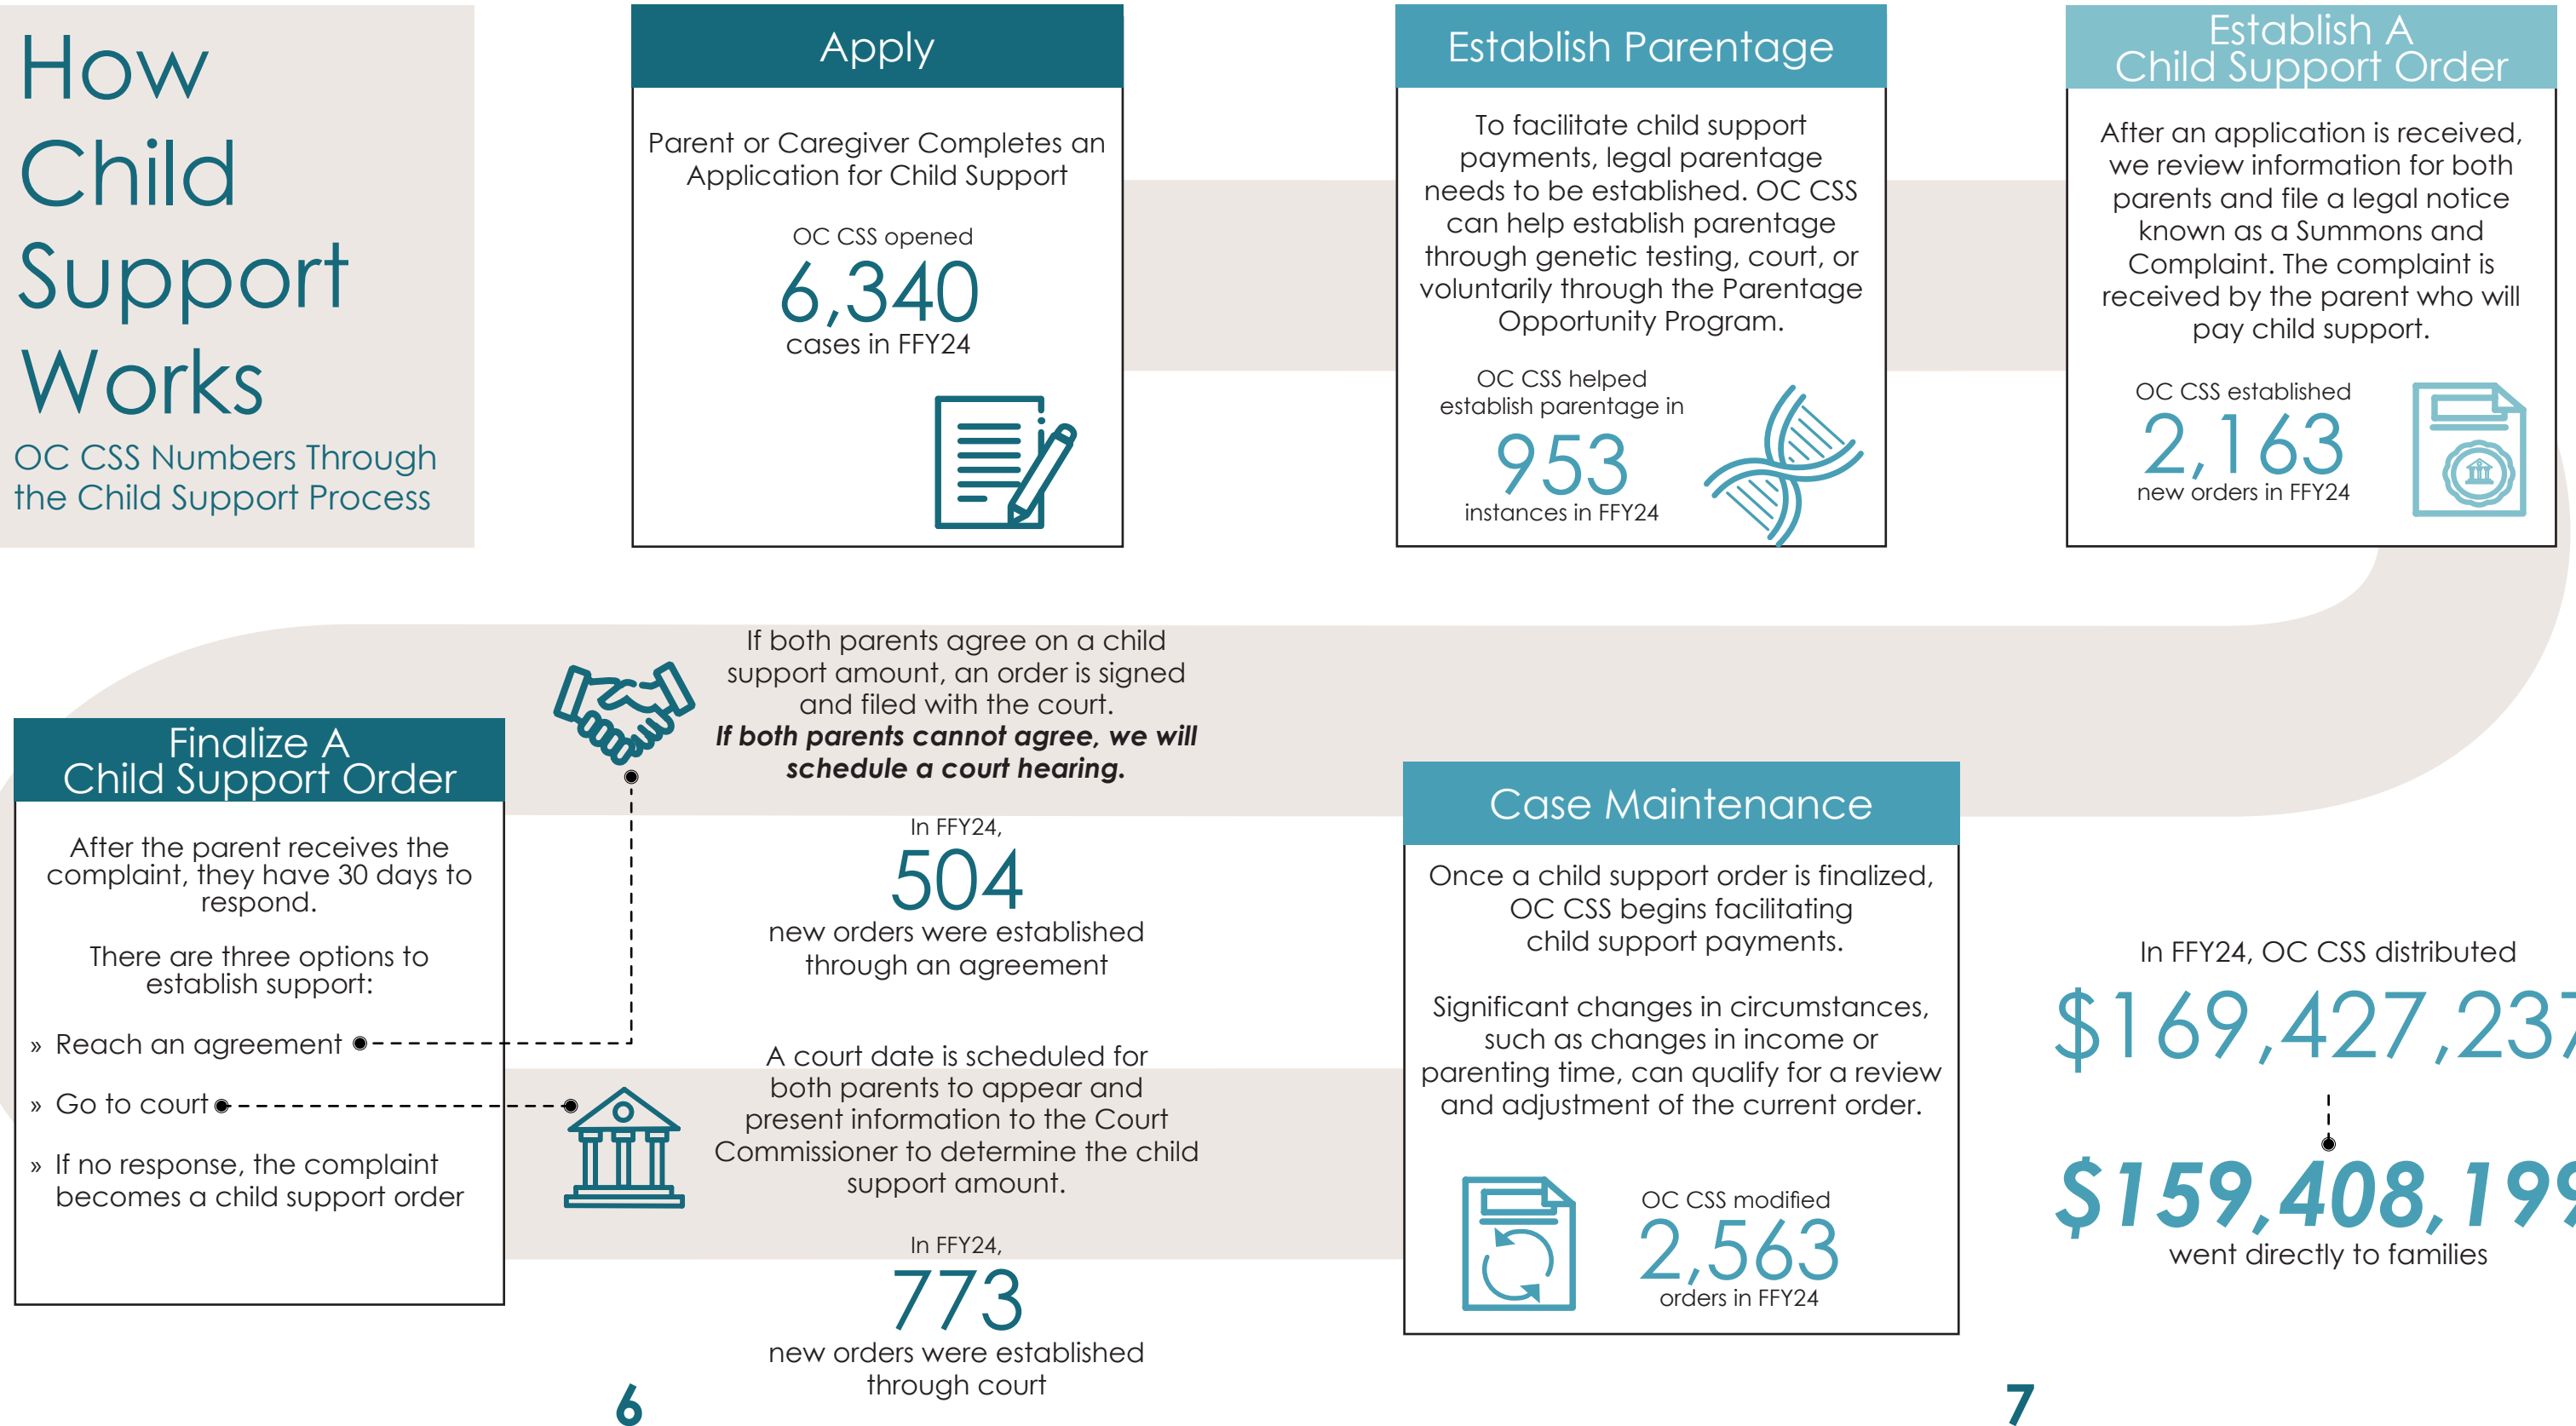 How
Child
Support
Works
OC CSS Numbers Through
the Child Support Process
Apply
Parent or Caregiver Completes an
Application for Child Support
OC CSS opened
6,340
cases in FFY24
Establish Parentage
To facilitate child support
payments, legal parentage
needs to be established. OC CSS
can help establish parentage
through genetic testing, court, or
voluntarily through the Parentage
Opportunity Program.
OC CSS helped
establish parentage in
953
instances in FFY24
Establish A
Child Support Order
After an application is received,
we review information for both
parents and file a legal notice
known as a Summons and
Complaint. The complaint is
received by the parent who will
pay child support.
OC CSS established
2,163
new orders in FFY24
Finalize A
Child Support Order
After the parent receives the
complaint, they have 30 days to
respond.
There are three options to
establish support:
» Reach an agreement
» Go to court
» If no response, the complaint
becomes a child support order
If both parents agree on a child
support amount, an order is signed
and filed with the court.
If both parents cannot agree, we will
schedule a court hearing.
In FFY24,
504
new orders were established
through an agreement
A court date is scheduled for
both parents to appear and
present information to the Court
Commissioner to determine the child
support amount.
In FFY24,
773
new orders were established
through court
Case Maintenance
Once a child support order is finalized,
OC CSS begins facilitating
child support payments.
Significant changes in circumstances,
such as changes in income or
parenting time, can qualify for a review
and adjustment of the current order.
OC CSS modified
2,563
orders in FFY24
In FFY24, OC CSS distributed
$169,427,237
$159,408,199
went directly to families
6
7